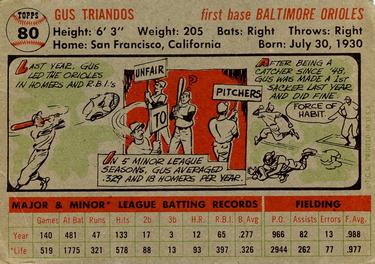 TOPPS
80
GUS TRIANDOS first base BALTIMORE ORIOLES
Height: 6' 3" Weight: 205 Bats: Right Throws: Right
Home: San Francisco, California Born: July 30, 1930
LAST YEAR, GUS
LED THE ORIOLES
IN HOMERS AND
R·B·I'S.
UNFAIR
TO
PITCHERS
IN 5 MINOR LEAGUE
SEASONS, GUS AVERAGED
.329 AND 18 HOMERS PER YEAR.
AFTER BEING A
CATCHER SINCE '48,
GUS WAS MADE A 1ST
SACKER LAST YEAR
AND DID FINE.
FORCE OF
HABIT.
PRINTED IN U.S.A.
MAJOR & MINOR* LEAGUE BATTING RECORDS FIELDING
Games At Bat Runs Hits 2b 3b H.R. R.B.I. B.Avg P.O. Assists Errors F.Avg.
Year 140 481 47 133 17 3 12 65 .277 966 82 13 .988
*Life 519 1775 578 88 13 93 397 .326 2944 262 77 .977